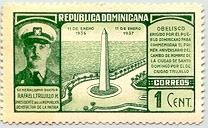 REPUBLICA DOMINICANA
11 DE ENERO
1936
11 DE ENERO
1937
OBELISCO
ERIGIDO POR EL PUEBLO
DOMINICANO PARA
CONMEMORAR EL PRIMER
ANIVERSARIO DEL
CAMBIO DE NOMBRE DE
LA CIUDAD DE SANTO
DOMINGO POR EL DE
CIUDAD TRUJILLO
GENERALISIMO DOCTOR
RAFAEL L. TRUJILLO M.
PRESIDENTE DE LA REPUBLICA
BENEFACTOR DE LA PATRIA
CORREOS
1 CENT.